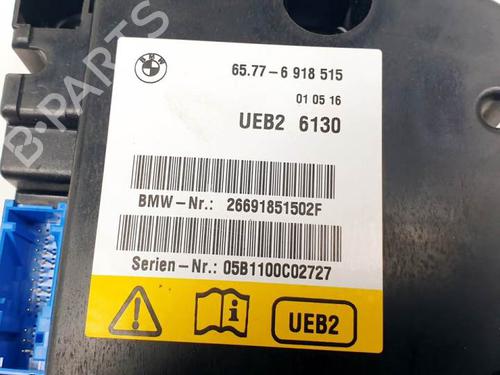 BMW
65.77-6 918 515
01 05 16
UEB2 6130
BMW-Nr.: 26691851502F
Serien-Nr.: 05B1100C02727
UEB2
B-PARTS